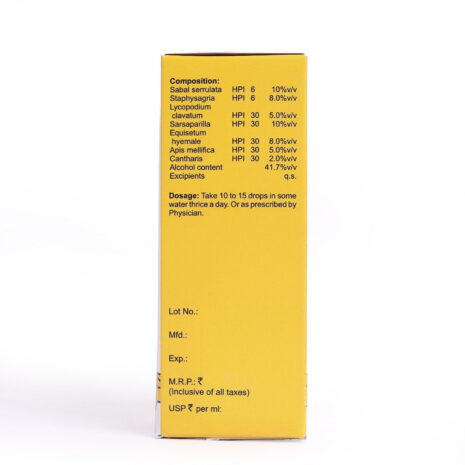 Composition:
Sabal serrulata HPI 6 10%v/v
Staphysagria HPI 6 8.0%v/v
Lycopodium
clavatum HPI 30 5.0%v/v
Sarsaparilla HPI 30 10%v/v
Equisetum
hyemale HPI 30 8.0%v/v
Apis mellifica HPI 30 5.0%v/v
Cantharis HPI 30 2.0%v/v
Alcohol content 41.7%v/v
Excipients q.s.
Dosage: Take 10 to 15 drops in some
water thrice a day. Or as prescribed by
Physician.
Lot No.:
Mfd.:
Exp.:
M.R.P.: ₹
(Inclusive of all taxes)
USP ₹ per ml: